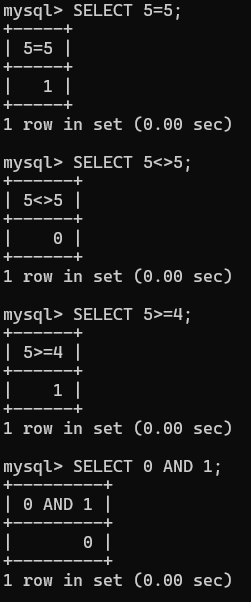 mysql> SELECT 5=5;
+-----+
| 5=5 |
+-----+
|   1 |
+-----+
1 row in set (0.00 sec)

mysql> SELECT 5<>5;
+------+
| 5<>5 |
+------+
|    0 |
+------+
1 row in set (0.00 sec)

mysql> SELECT 5>=4;
+------+
| 5>=4 |
+------+
|    1 |
+------+
1 row in set (0.00 sec)

mysql> SELECT 0 AND 1;
+---------+
| 0 AND 1 |
+---------+
|       0 |
+---------+
1 row in set (0.00 sec)